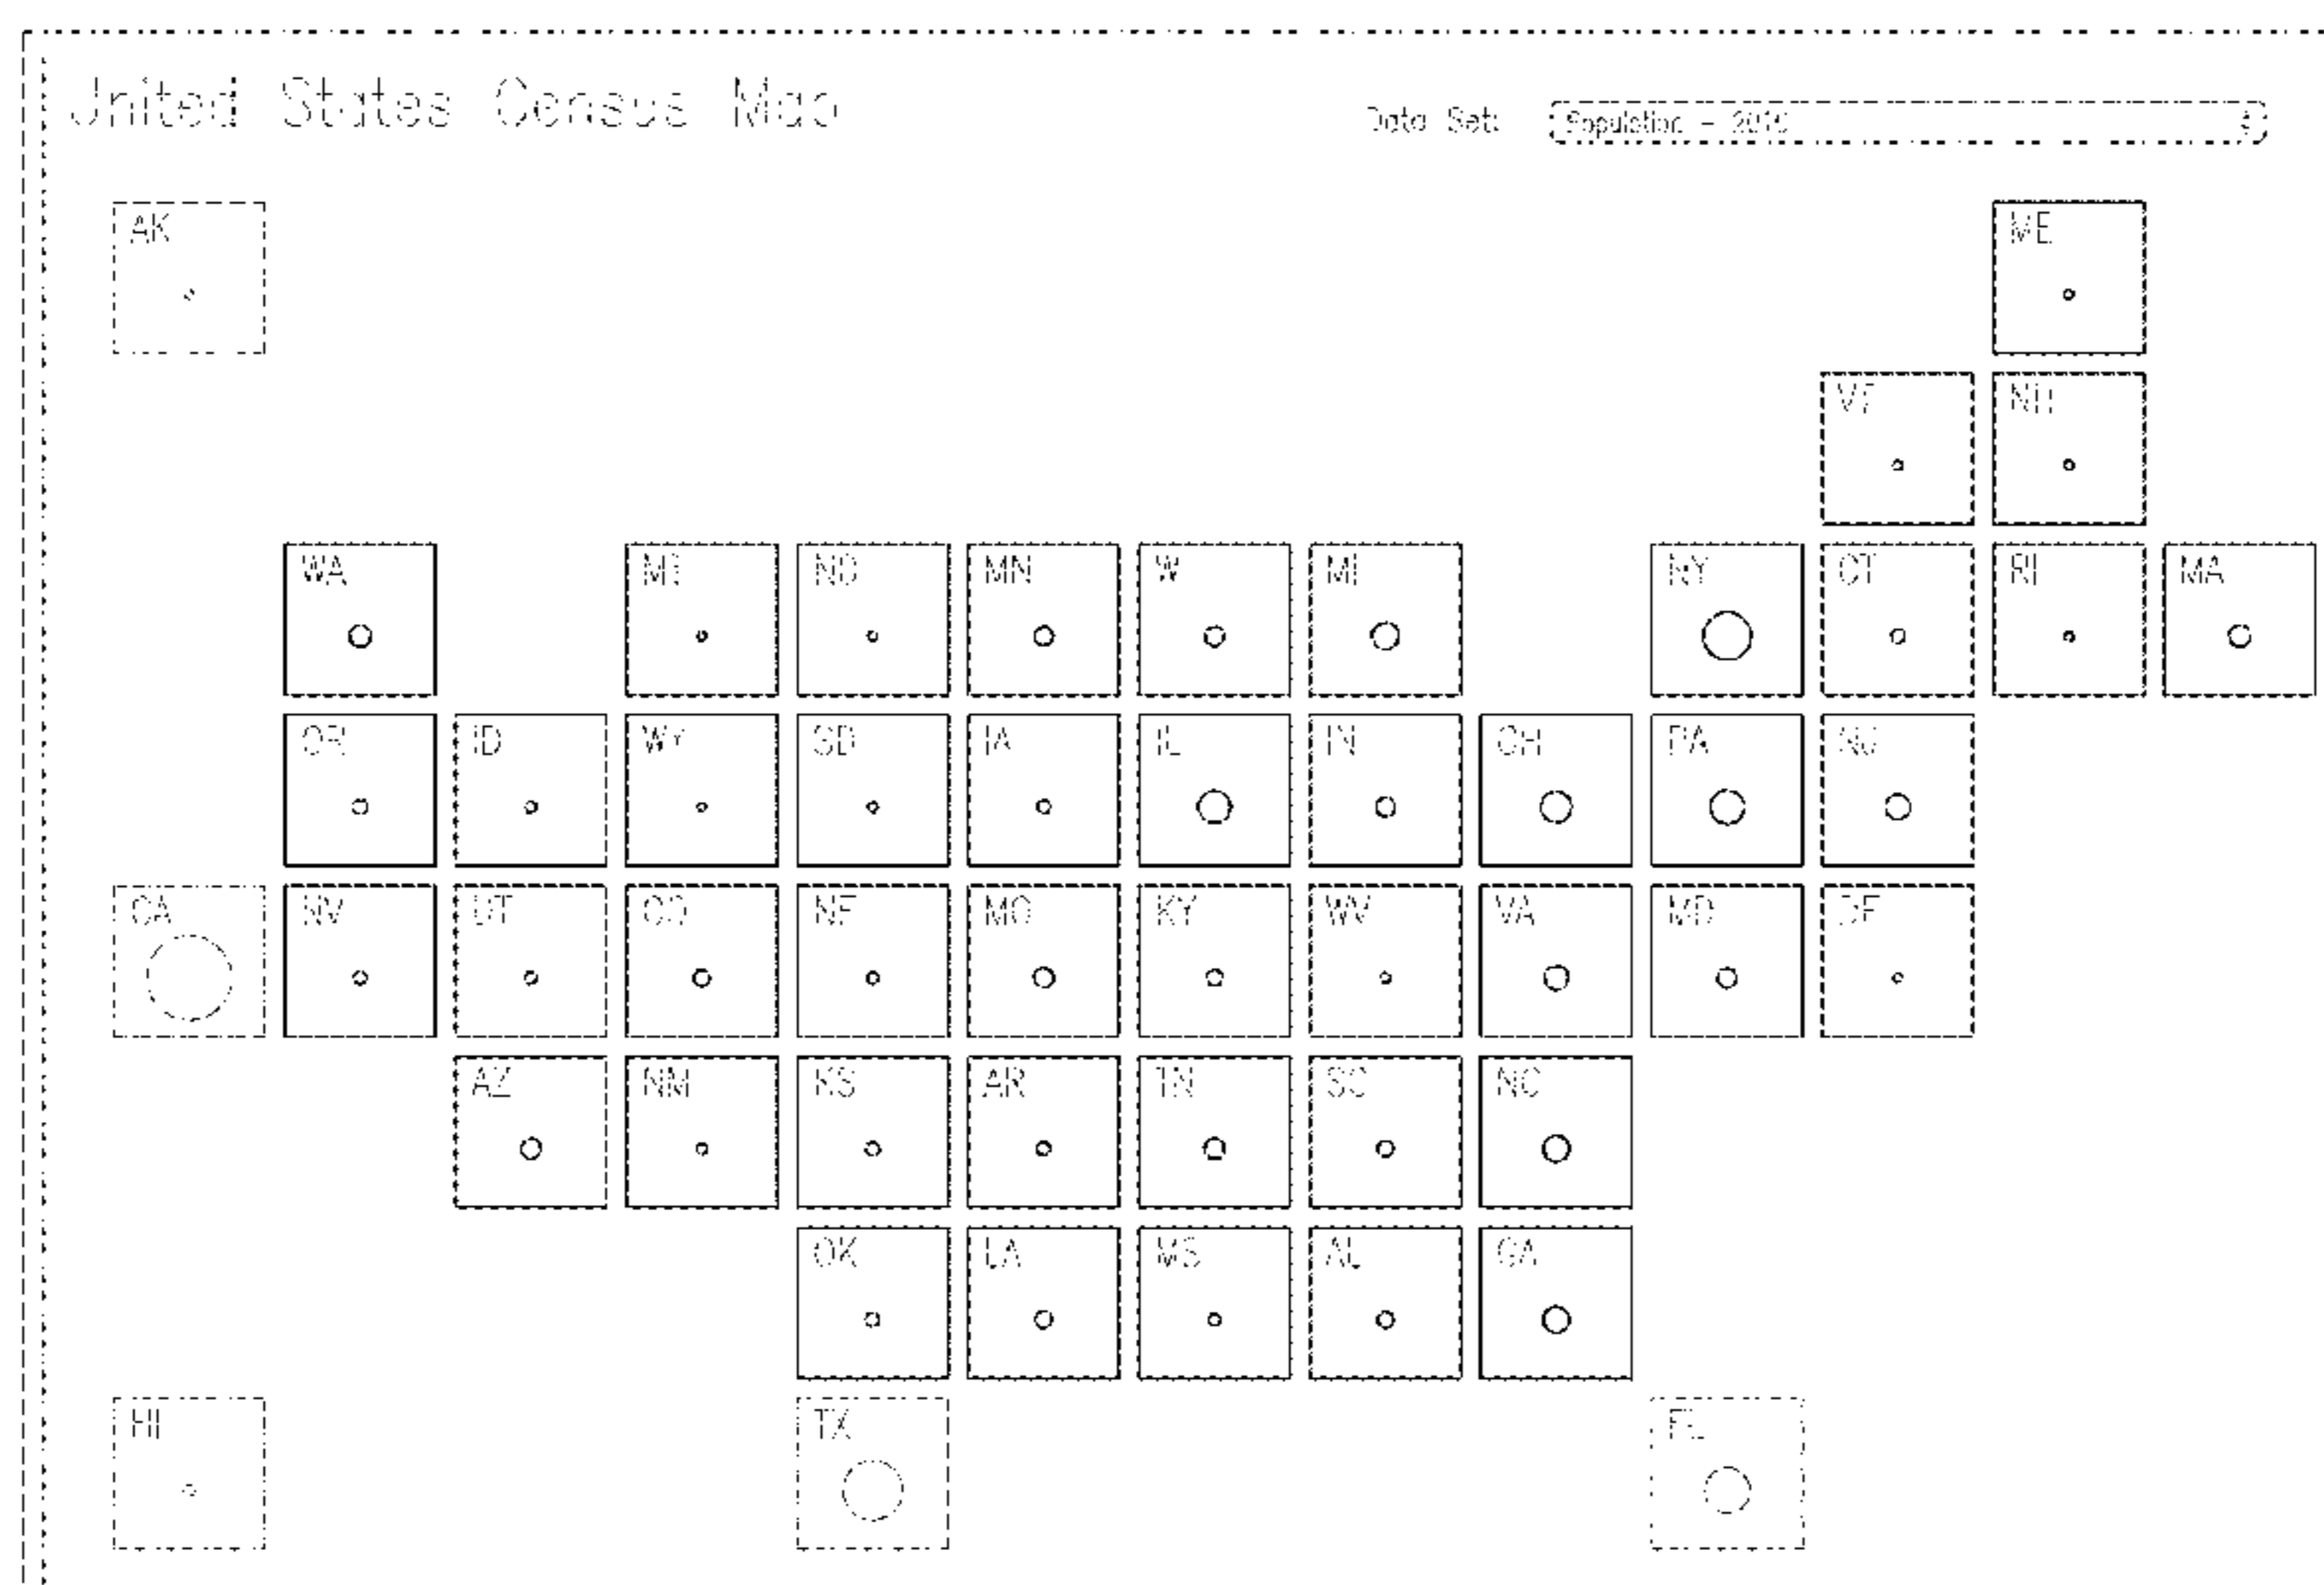 United States Census Map
Data Set: Population - 2010
AK ME
VT NH
WA MT ND MN WI MI NY CT RI MA
OR ID WY SD IA IL IN OH PA NJ
CA NV UT CO NE MO KY WV VA MD DE
AZ NM KS AR TN SC NC
OK LA MS AL GA
HI TX FL